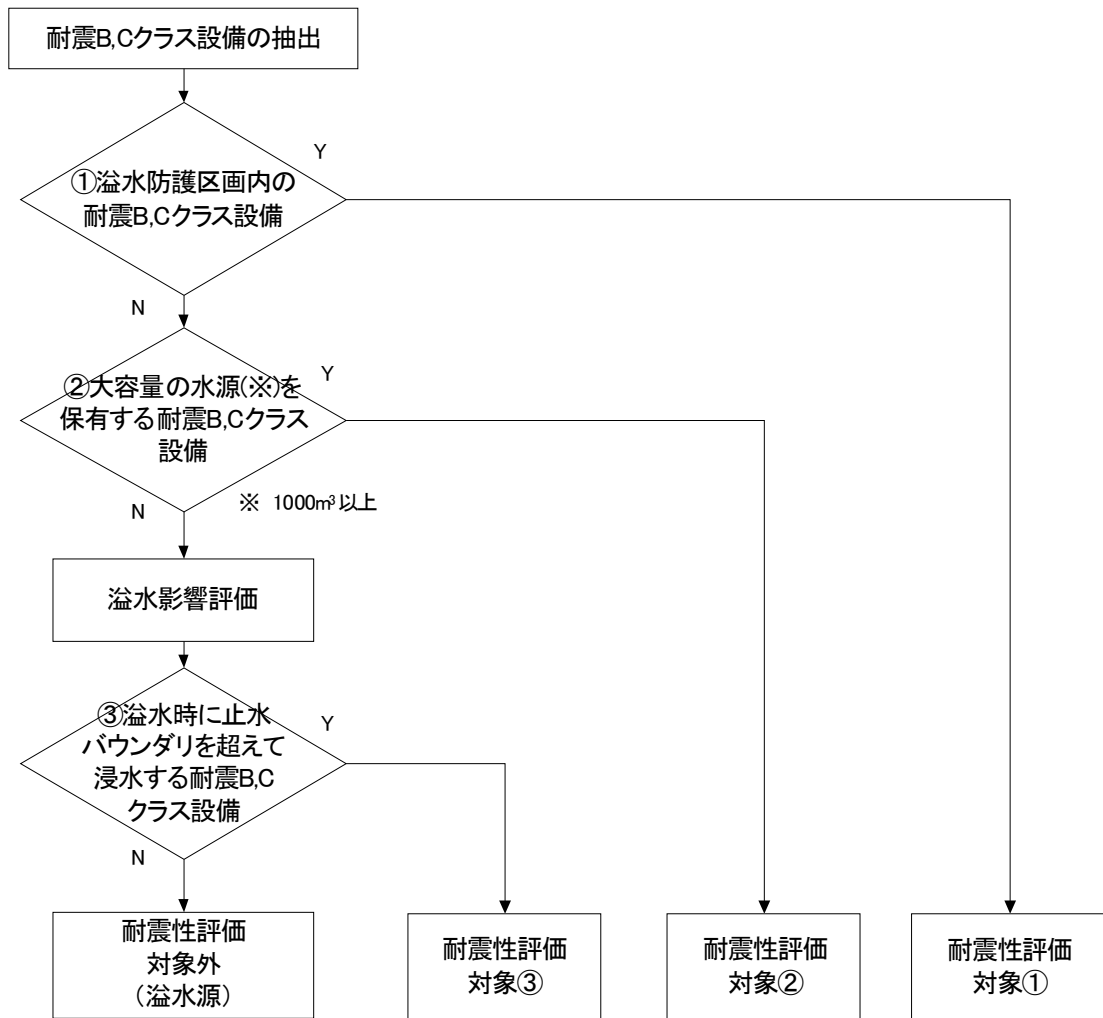 耐震B,Cクラス設備の抽出
Y
①溢水防護区画内の
耐震B,Cクラス設備
N
②大容量の水源(※)を
保有する耐震B,Cクラス
設備
Y
※ 1000m³以上
N
溢水影響評価
③溢水時に止水
バウンダリを超えて
浸水する耐震B,C
クラス設備
Y
N
耐震性評価
対象外
（溢水源）
耐震性評価
対象③
耐震性評価
対象②
耐震性評価
対象①